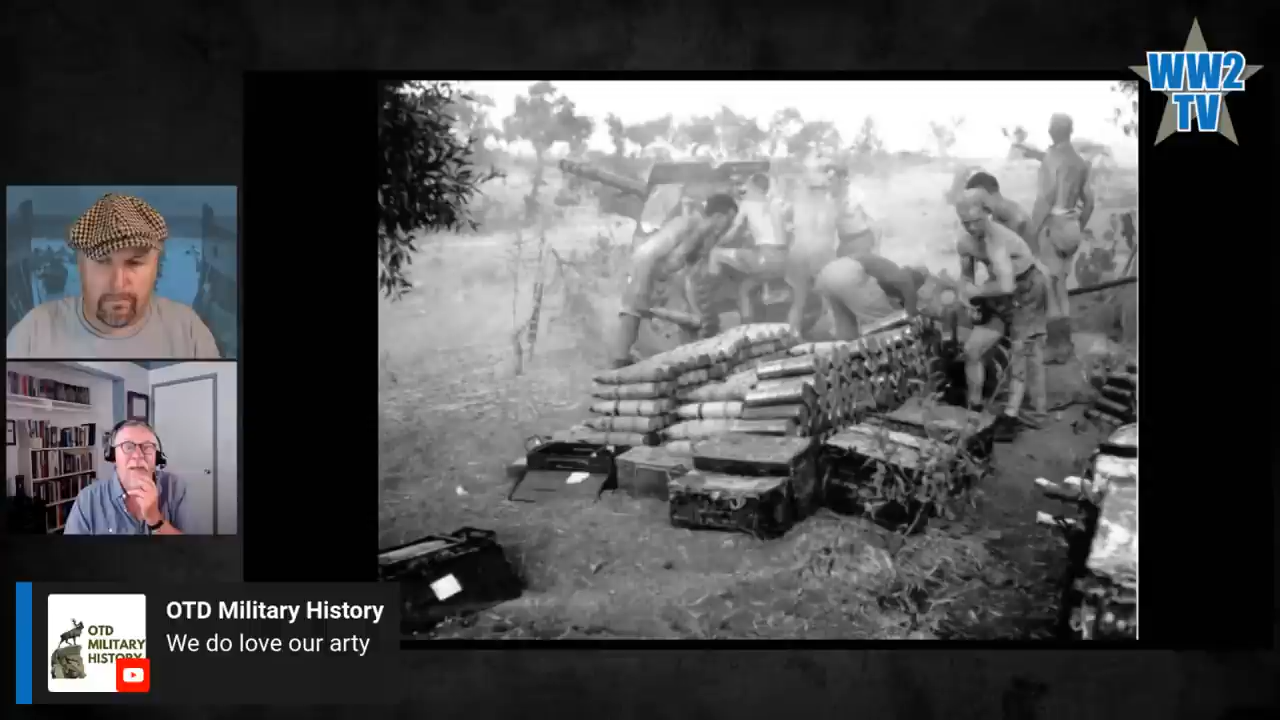 WW2
TV
OTD Military History
We do love our arty
OTD
MILITARY
HISTORY